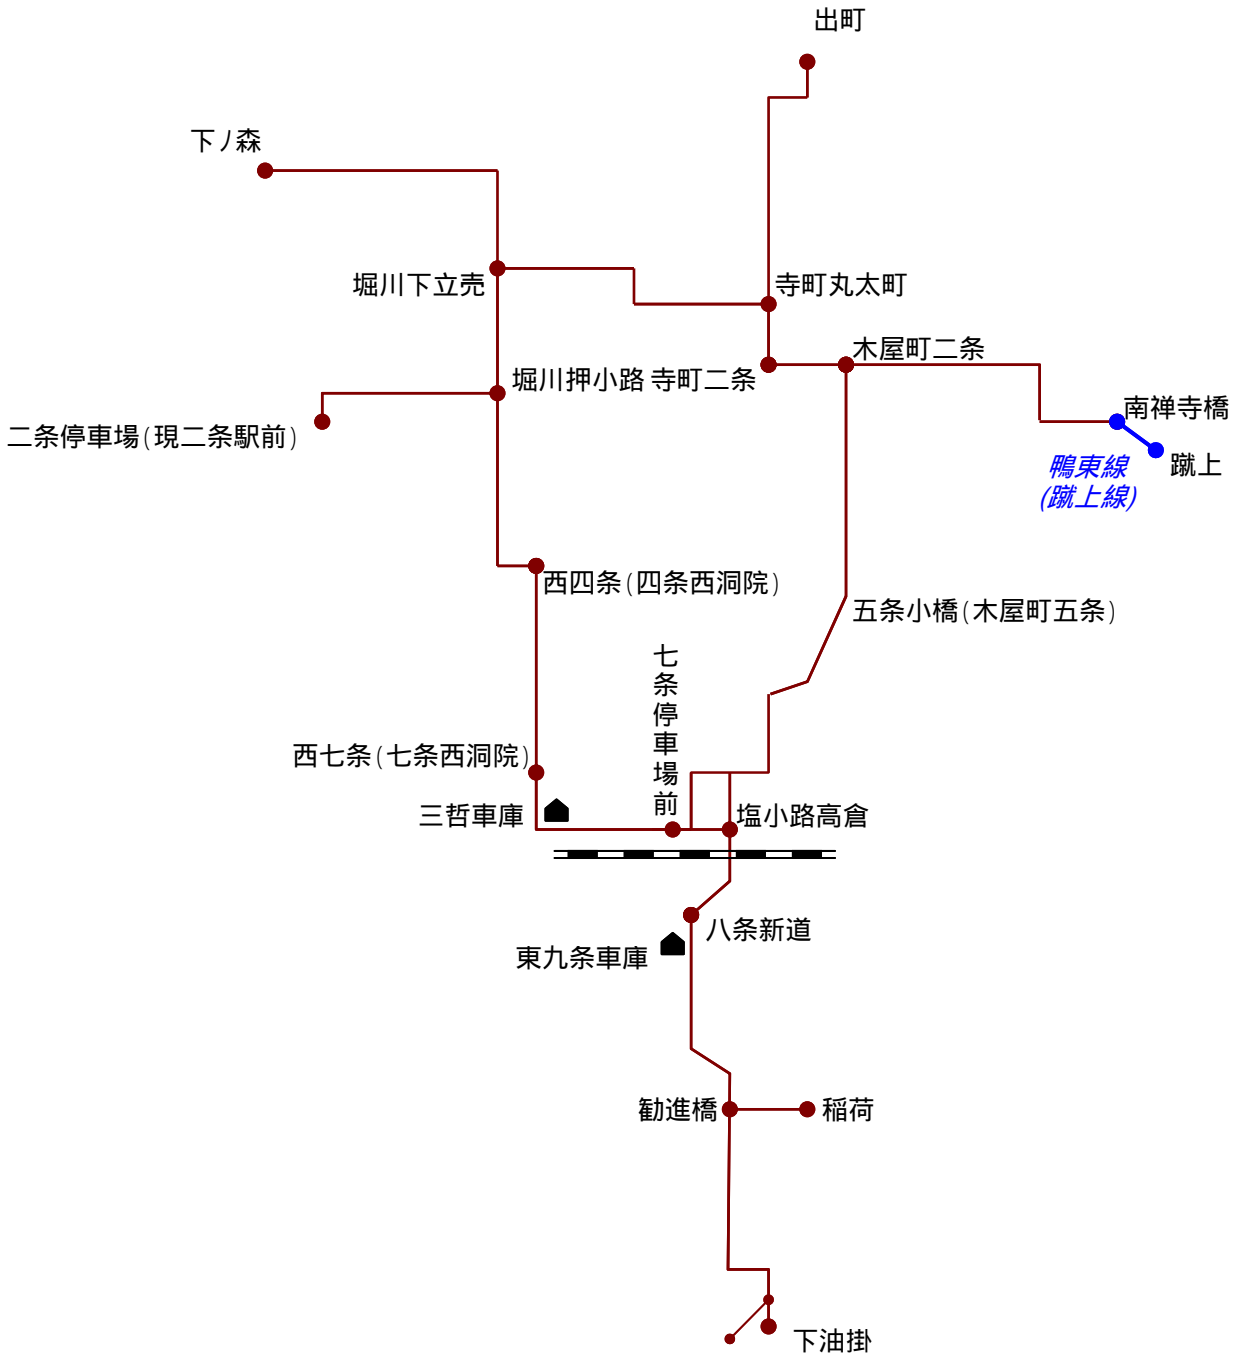 出町
下ノ森
堀川下立売
寺町丸太町
木屋町二条
堀川押小路
寺町二条
南禅寺橋
二条停車場(現二条駅前)
蹴上
鴨東線
(蹴上線)
西四条(四条西洞院)
五条小橋(木屋町五条)
七条停車場前
西七条(七条西洞院)
三哲車庫
塩小路高倉
八条新道
東九条車庫
勧進橋
稲荷
下油掛